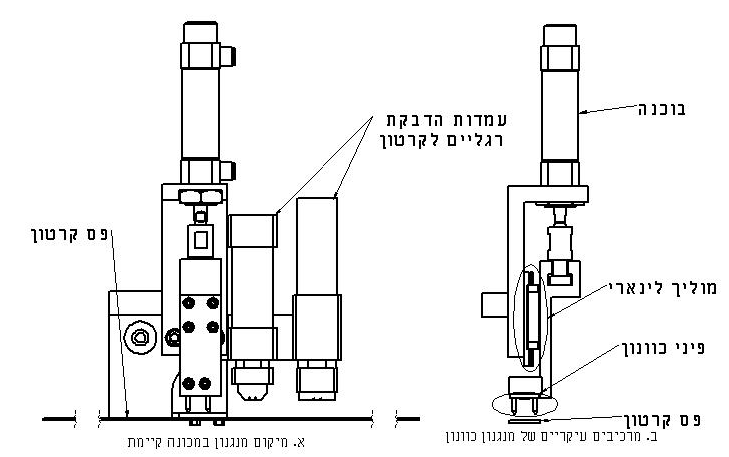 בוכנה
עמדות הדבקת
רגליים לקרטון
פס קרטון
מוליך לינארי
פיני כוונון
פס קרטון
ב. מרכיבים עיקריים של מנגנון כוונון
א. מיקום מנגנון במכונה קיימת